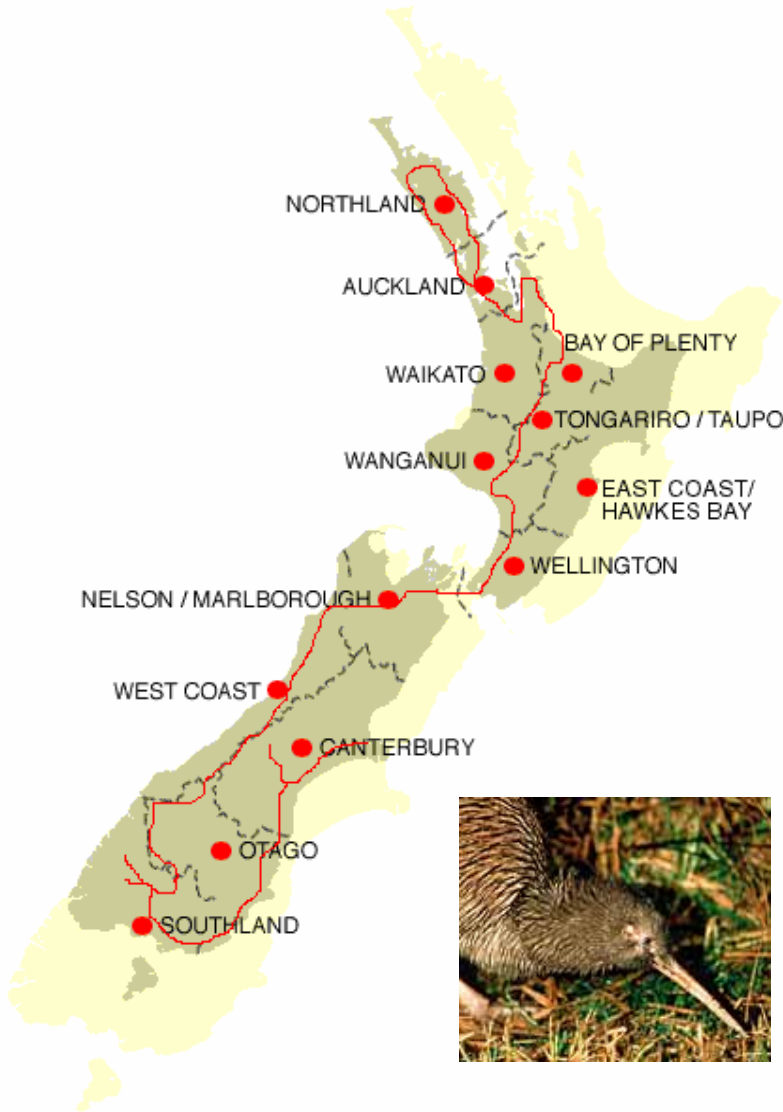 NORTHLAND
AUCKLAND
BAY OF PLENTY
WAIKATO
TONGARIRO / TAUPO
WANGANUI
EAST COAST/
HAWKES BAY
WELLINGTON
NELSON / MARLBOROUGH
WEST COAST
CANTERBURY
OTAGO
SOUTHLAND